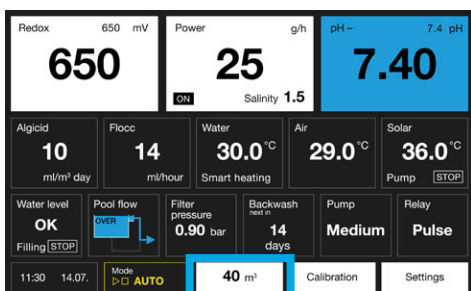 Redox 650 mV
650
Power g/h
25
ON Salinity 1.5
pH – 7.4 pH
7.40
Algicid
10
ml/m³ day
Flocc
14
ml/hour
Water
30.0 °C
Smart heating
Air
29.0 °C
Solar
36.0 °C
Pump STOP
Water level
OK
Filling STOP
Pool flow
OVER
Filter
pressure
0.90 bar
Backwash
next in
14
days
Pump
Medium
Relay
Pulse
11:30 14.07.
Mode
AUTO
40 m³
Calibration
Settings